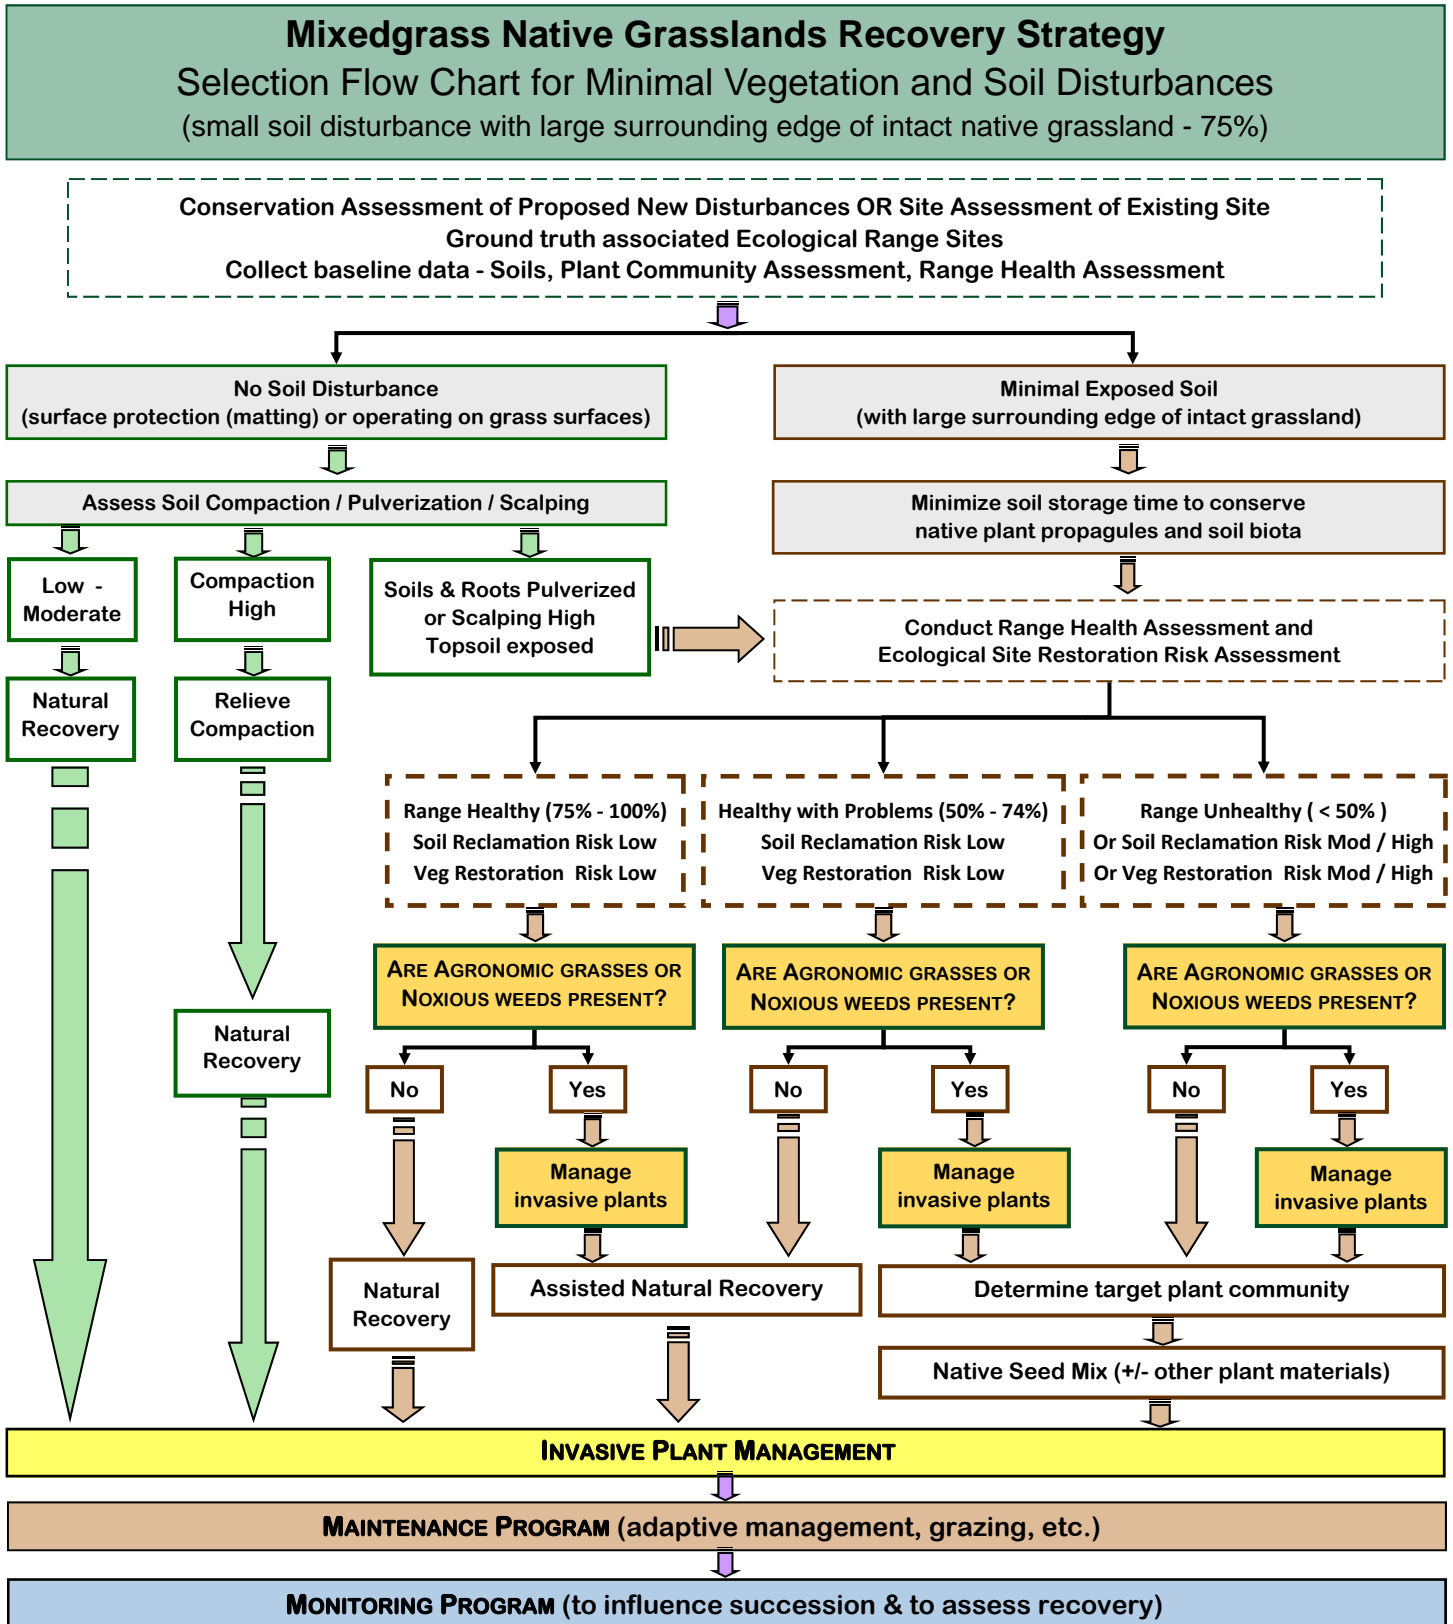 Mixedgrass Native Grasslands Recovery Strategy
Selection Flow Chart for Minimal Vegetation and Soil Disturbances
(small soil disturbance with large surrounding edge of intact native grassland - 75%)
Conservation Assessment of Proposed New Disturbances OR Site Assessment of Existing Site
Ground truth associated Ecological Range Sites
Collect baseline data - Soils, Plant Community Assessment, Range Health Assessment
No Soil Disturbance
(surface protection (matting) or operating on grass surfaces)
Minimal Exposed Soil
(with large surrounding edge of intact grassland)
Assess Soil Compaction / Pulverization / Scalping
Minimize soil storage time to conserve
native plant propagules and soil biota
Low -
Moderate
Compaction
High
Soils & Roots Pulverized
or Scalping High
Topsoil exposed
Conduct Range Health Assessment and
Ecological Site Restoration Risk Assessment
Natural
Recovery
Relieve
Compaction
Range Healthy (75% - 100%)
Soil Reclamation Risk Low
Veg Restoration Risk Low
Healthy with Problems (50% - 74%)
Soil Reclamation Risk Low
Veg Restoration Risk Low
Range Unhealthy ( < 50% )
Or Soil Reclamation Risk Mod / High
Or Veg Restoration Risk Mod / High
ARE AGRONOMIC GRASSES OR
NOXIOUS WEEDS PRESENT?
ARE AGRONOMIC GRASSES OR
NOXIOUS WEEDS PRESENT?
ARE AGRONOMIC GRASSES OR
NOXIOUS WEEDS PRESENT?
Natural
Recovery
No
Yes
No
Yes
No
Yes
Manage
invasive plants
Manage
invasive plants
Manage
invasive plants
Natural
Recovery
Assisted Natural Recovery
Determine target plant community
Native Seed Mix (+/- other plant materials)
INVASIVE PLANT MANAGEMENT
MAINTENANCE PROGRAM (adaptive management, grazing, etc.)
MONITORING PROGRAM (to influence succession & to assess recovery)